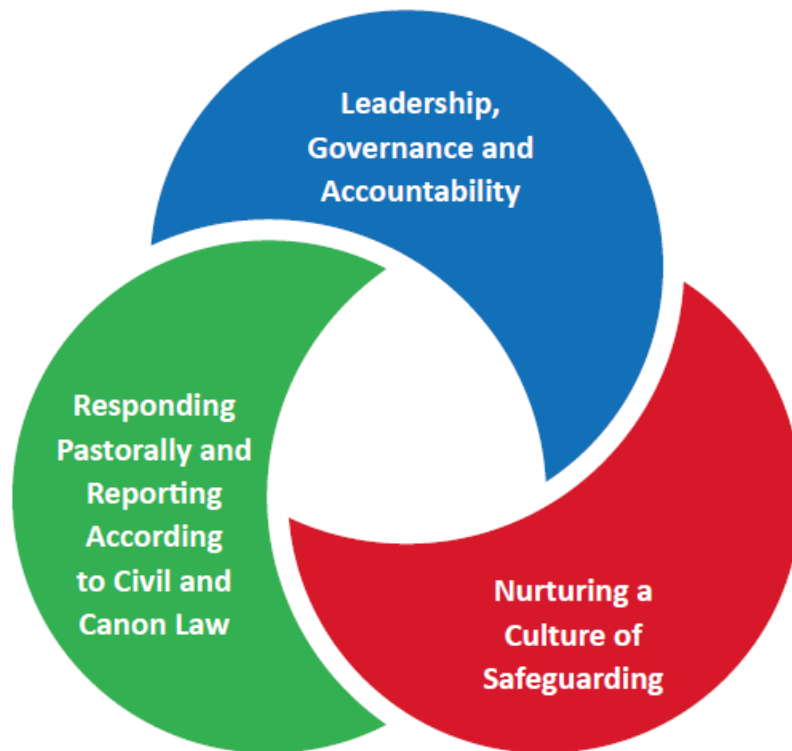 Leadership,
Governance and
Accountability
Responding
Pastorally and
Reporting
According
to Civil and
Canon Law
Nurturing a
Culture of
Safeguarding